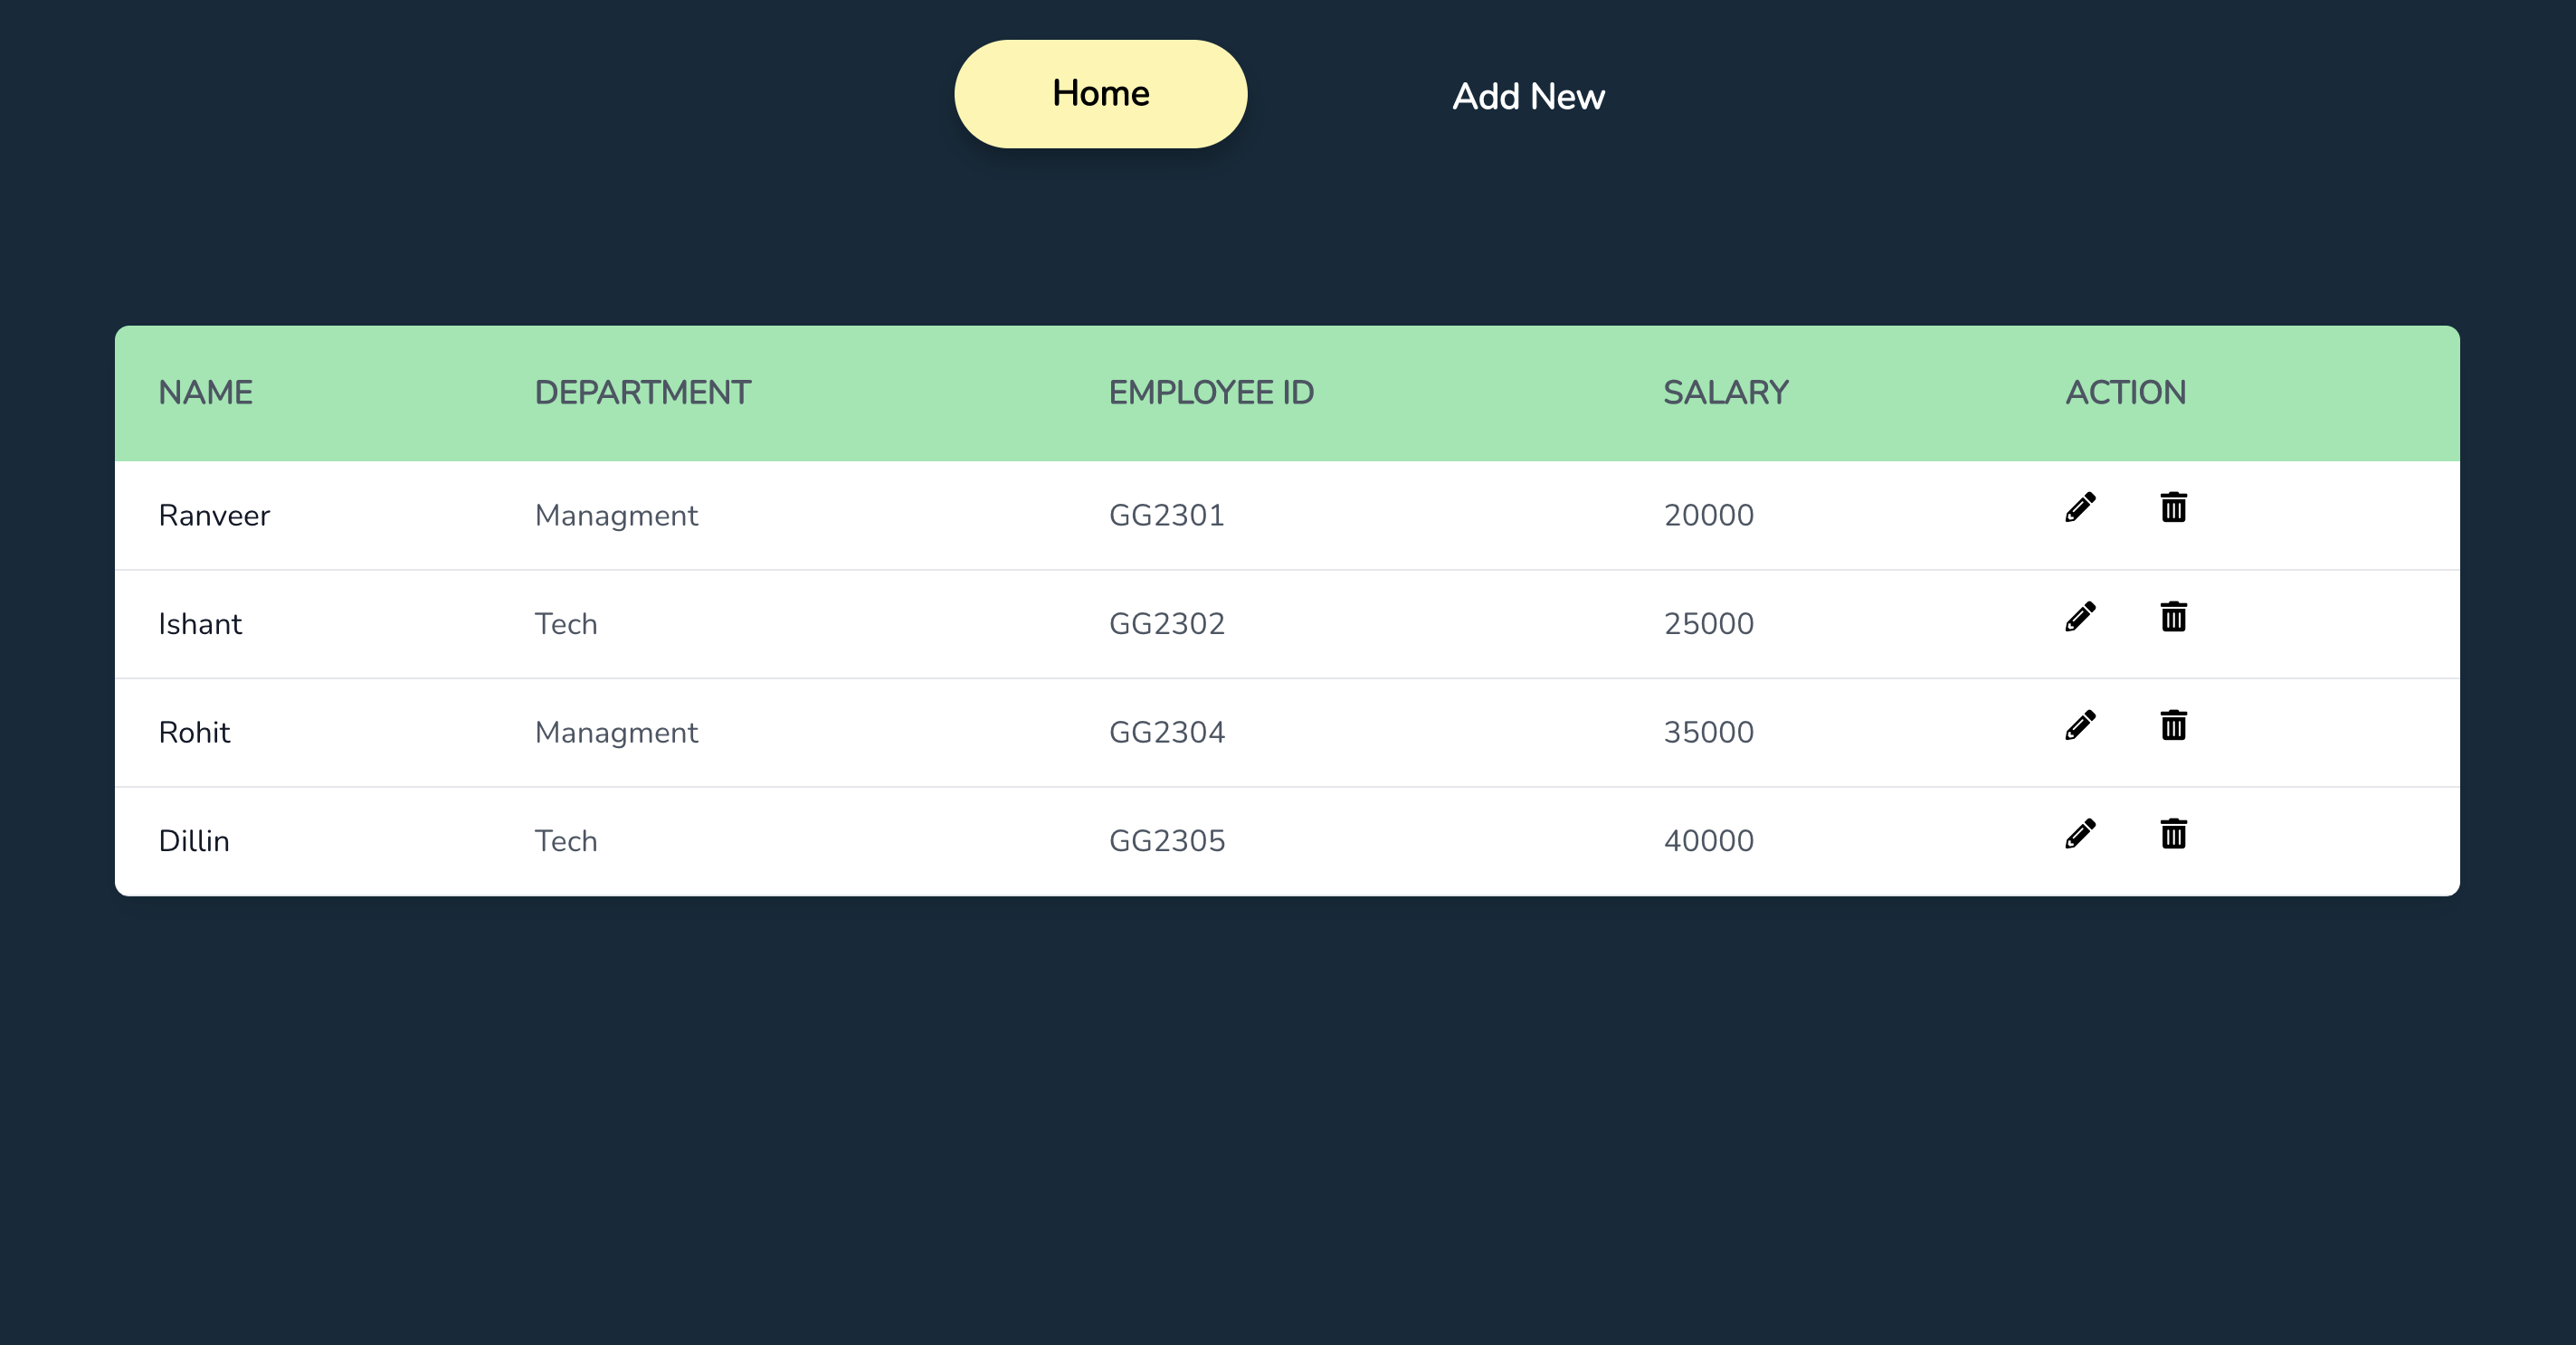 Home Add New
NAME DEPARTMENT EMPLOYEE ID SALARY ACTION
Ranveer Managment GG2301 20000
Ishant Tech GG2302 25000
Rohit Managment GG2304 35000
Dillin Tech GG2305 40000